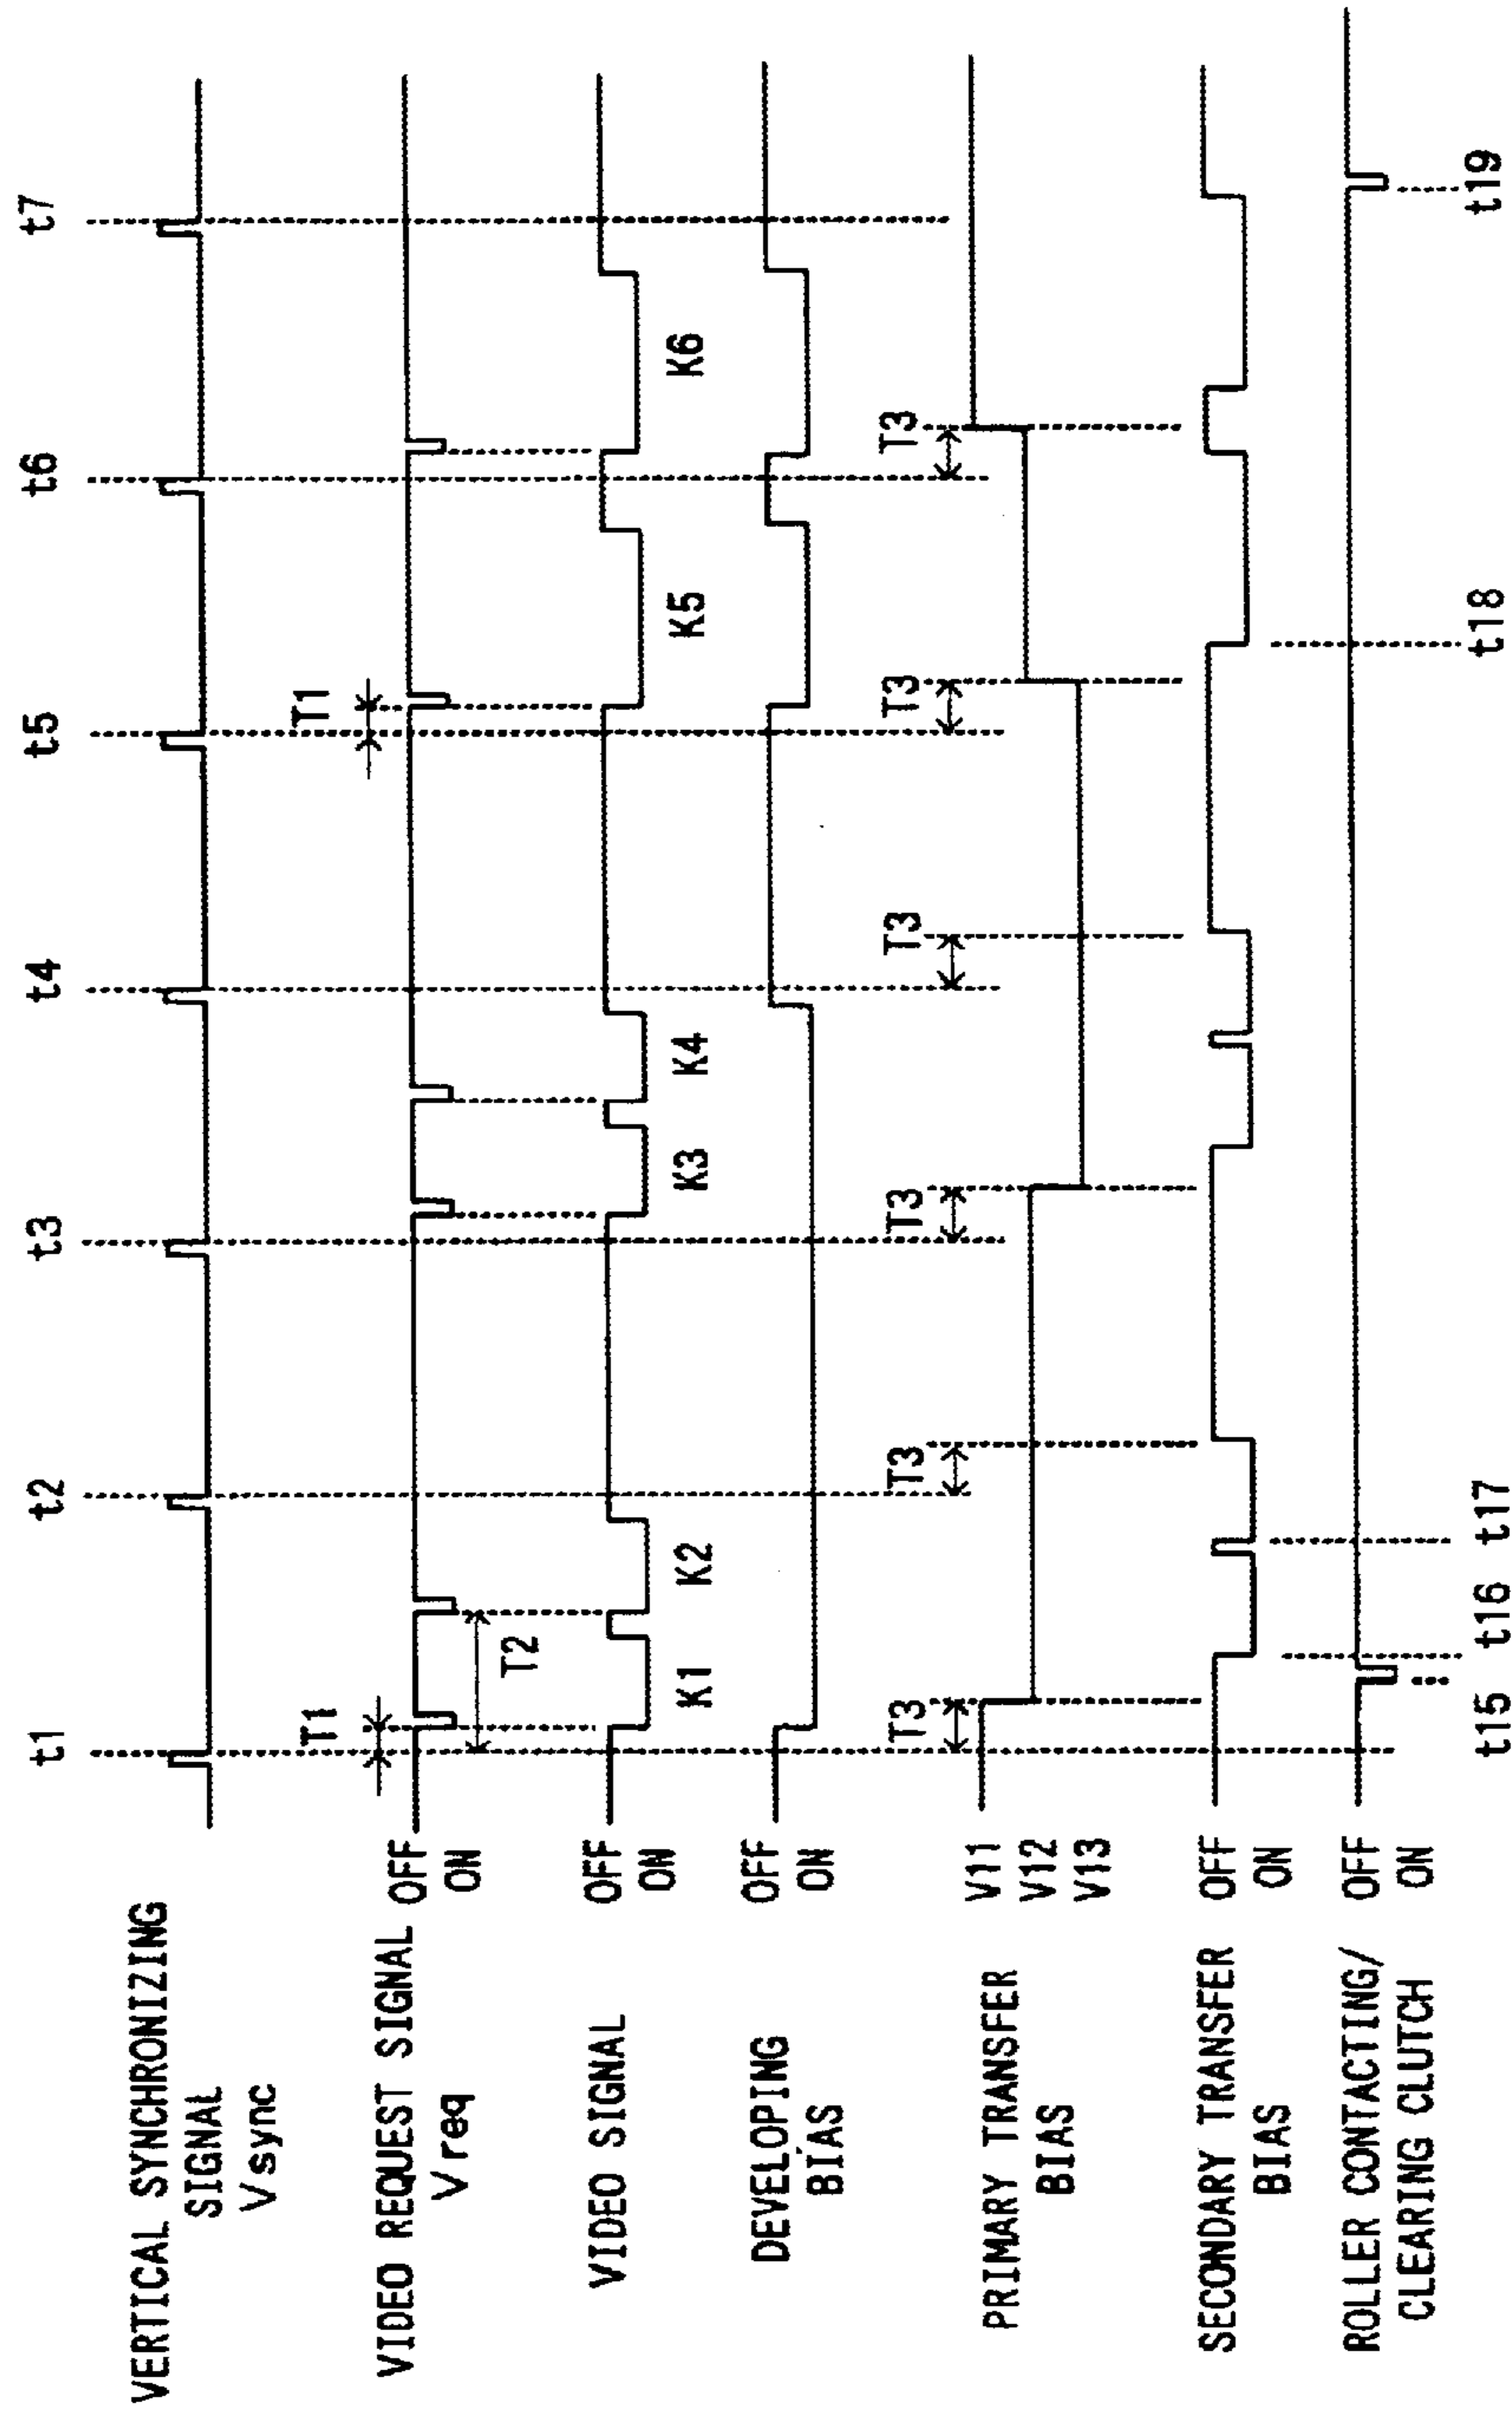 t1 t2 t3 t4 t5 t6 t7
VERTICAL SYNCHRONIZING
SIGNAL
Vsync
T1 T1
VIDEO REQUEST SIGNAL OFF
Vreq ON
T2
VIDEO SIGNAL OFF
ON
K1 K2 K3 K4 K5 K6
DEVELOPING OFF
BIAS ON
T3 T3 T3 T3 T3 T3
PRIMARY TRANSFER V11
BIAS V12
V13
SECONDARY TRANSFER OFF
BIAS ON
ROLLER CONTACTING/ OFF
CLEARING CLUTCH ON
t15 t16 t17 t18 t19